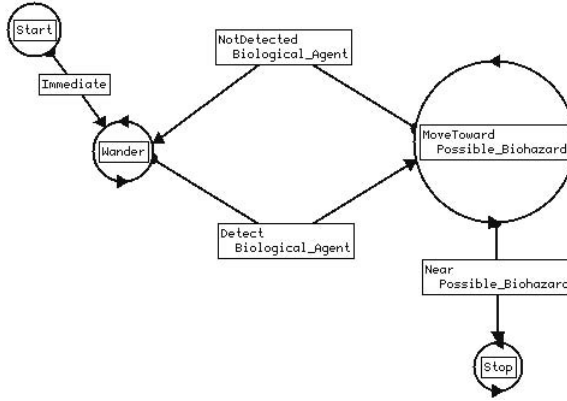 Start
NotDetected
Biological_Agent
Immediate
Wander
MoveToward
Possible_Biohazard
Detect
Biological_Agent
Near
Possible_Biohazard
Stop